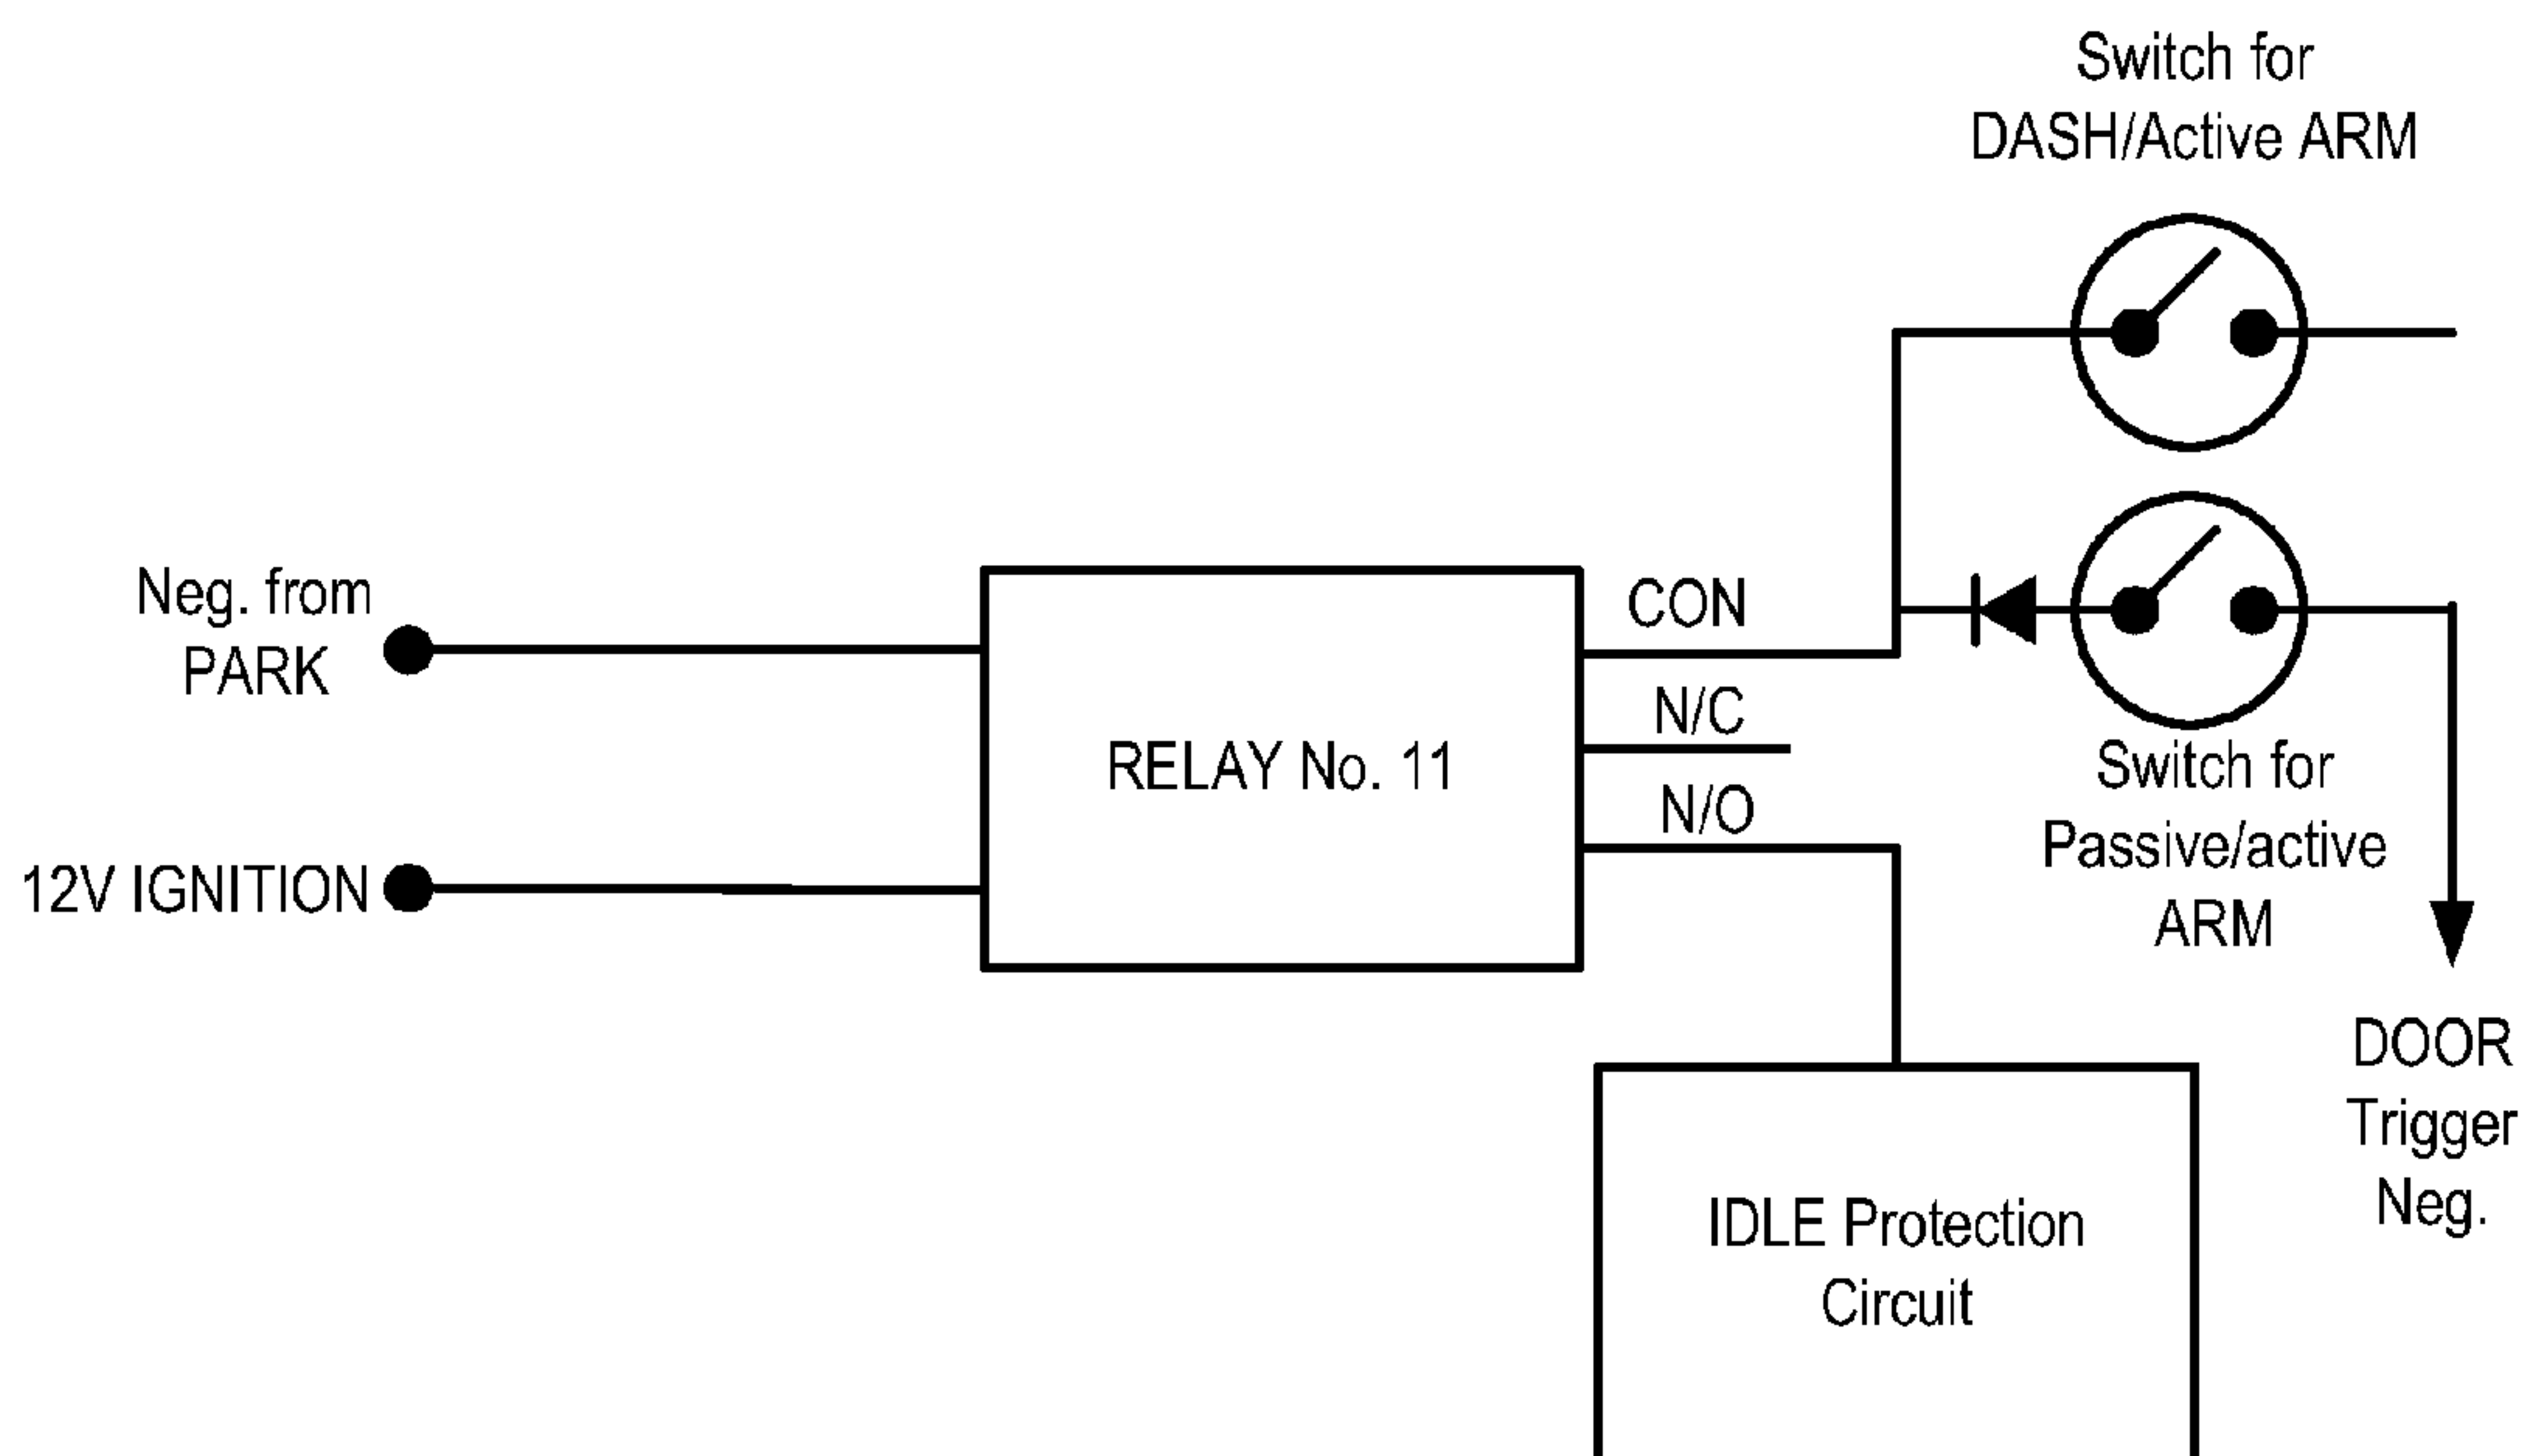 Switch for
DASH/Active ARM
Neg. from
PARK
12V IGNITION
RELAY No. 11
CON
N/C
N/O
Switch for
Passive/active
ARM
DOOR
Trigger
Neg.
IDLE Protection
Circuit